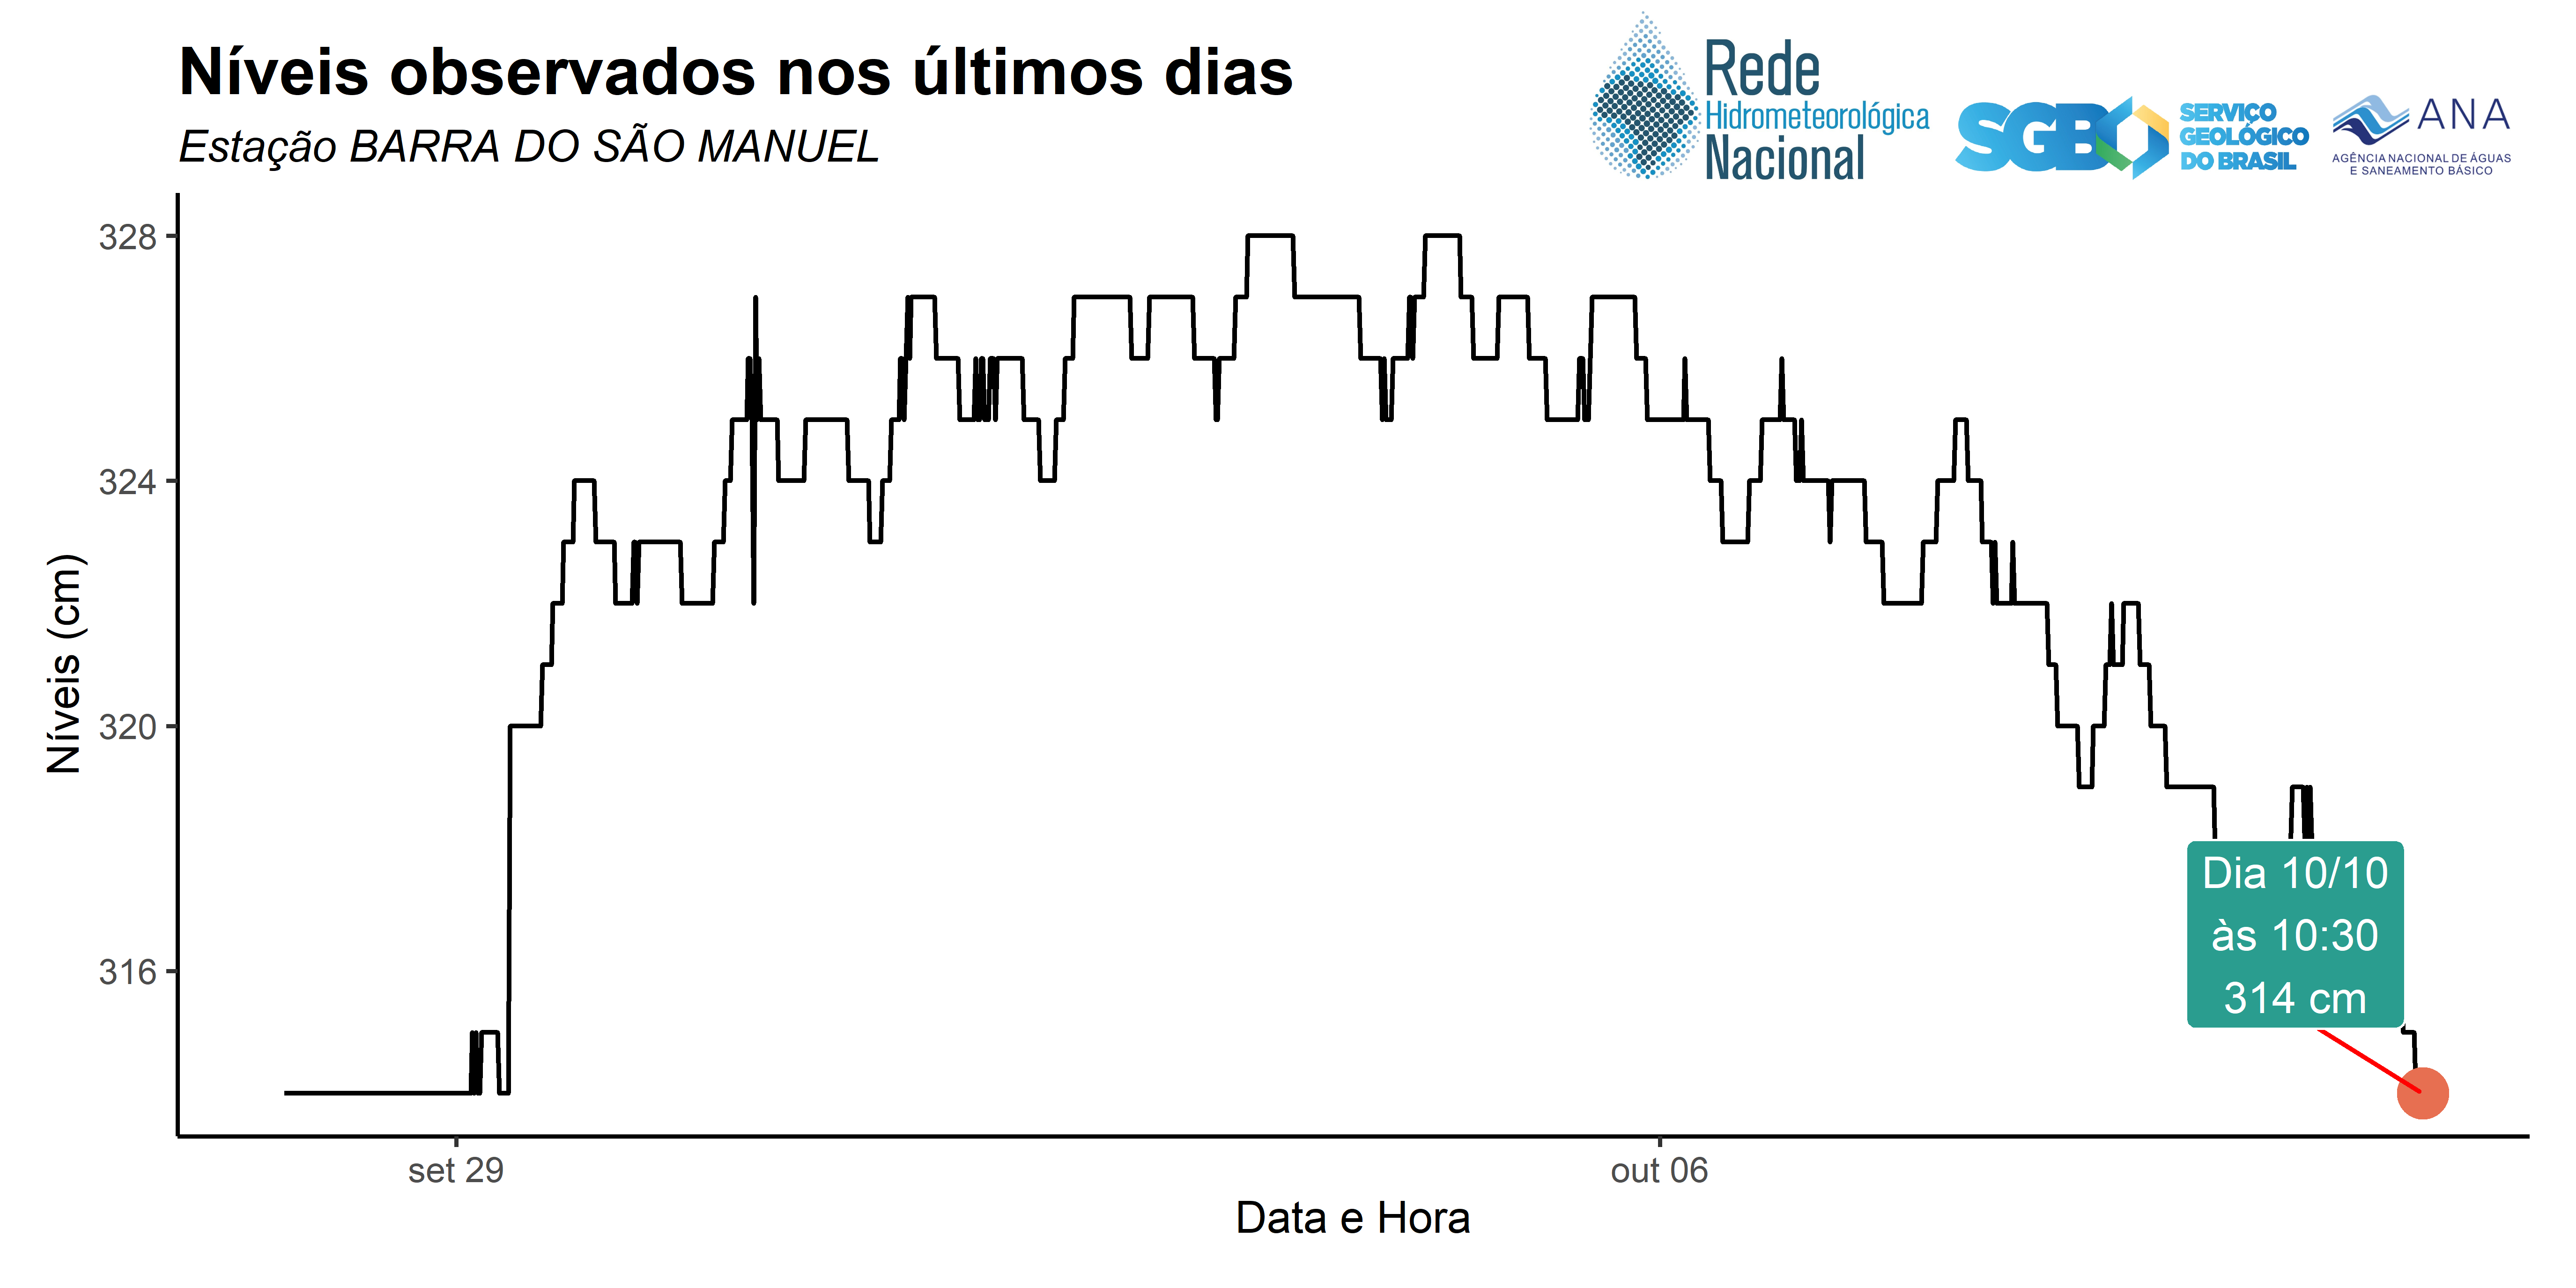 Níveis observados nos últimos dias
Estação BARRA DO SÃO MANUEL
Rede
Hidrometeorológica
Nacional
SGB
SERVIÇO
GEOLÓGICO
DO BRASIL
ANA
AGÊNCIA NACIONAL DE ÁGUAS
E SANEAMENTO BÁSICO
Níveis (cm)
328
324
320
316
Dia 10/10
às 10:30
314 cm
set 29
out 06
Data e Hora